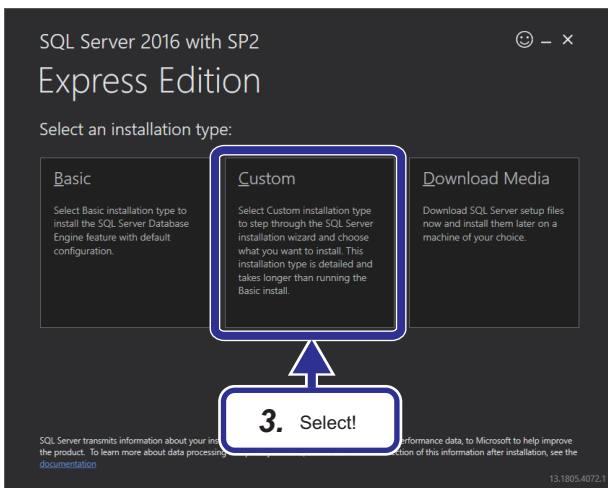 SQL Server 2016 with SP2
Express Edition
Select an installation type:
Basic
Select Basic installation type to
install the SQL Server Database
Engine feature with default
configuration.
Custom
Select Custom installation type
to step through the SQL Server
installation wizard and choose
what you want to install. This
installation type is detailed and
takes longer than running the
Basic install.
Download Media
Download SQL Server setup files
now and install them later on a
machine of your choice.
3. Select!
SQL Server transmits information about your ins erformance data, to Microsoft to help improve
the product. To learn more about data processing ction of this information after installation, see the
documentation
13.1805.4072.1